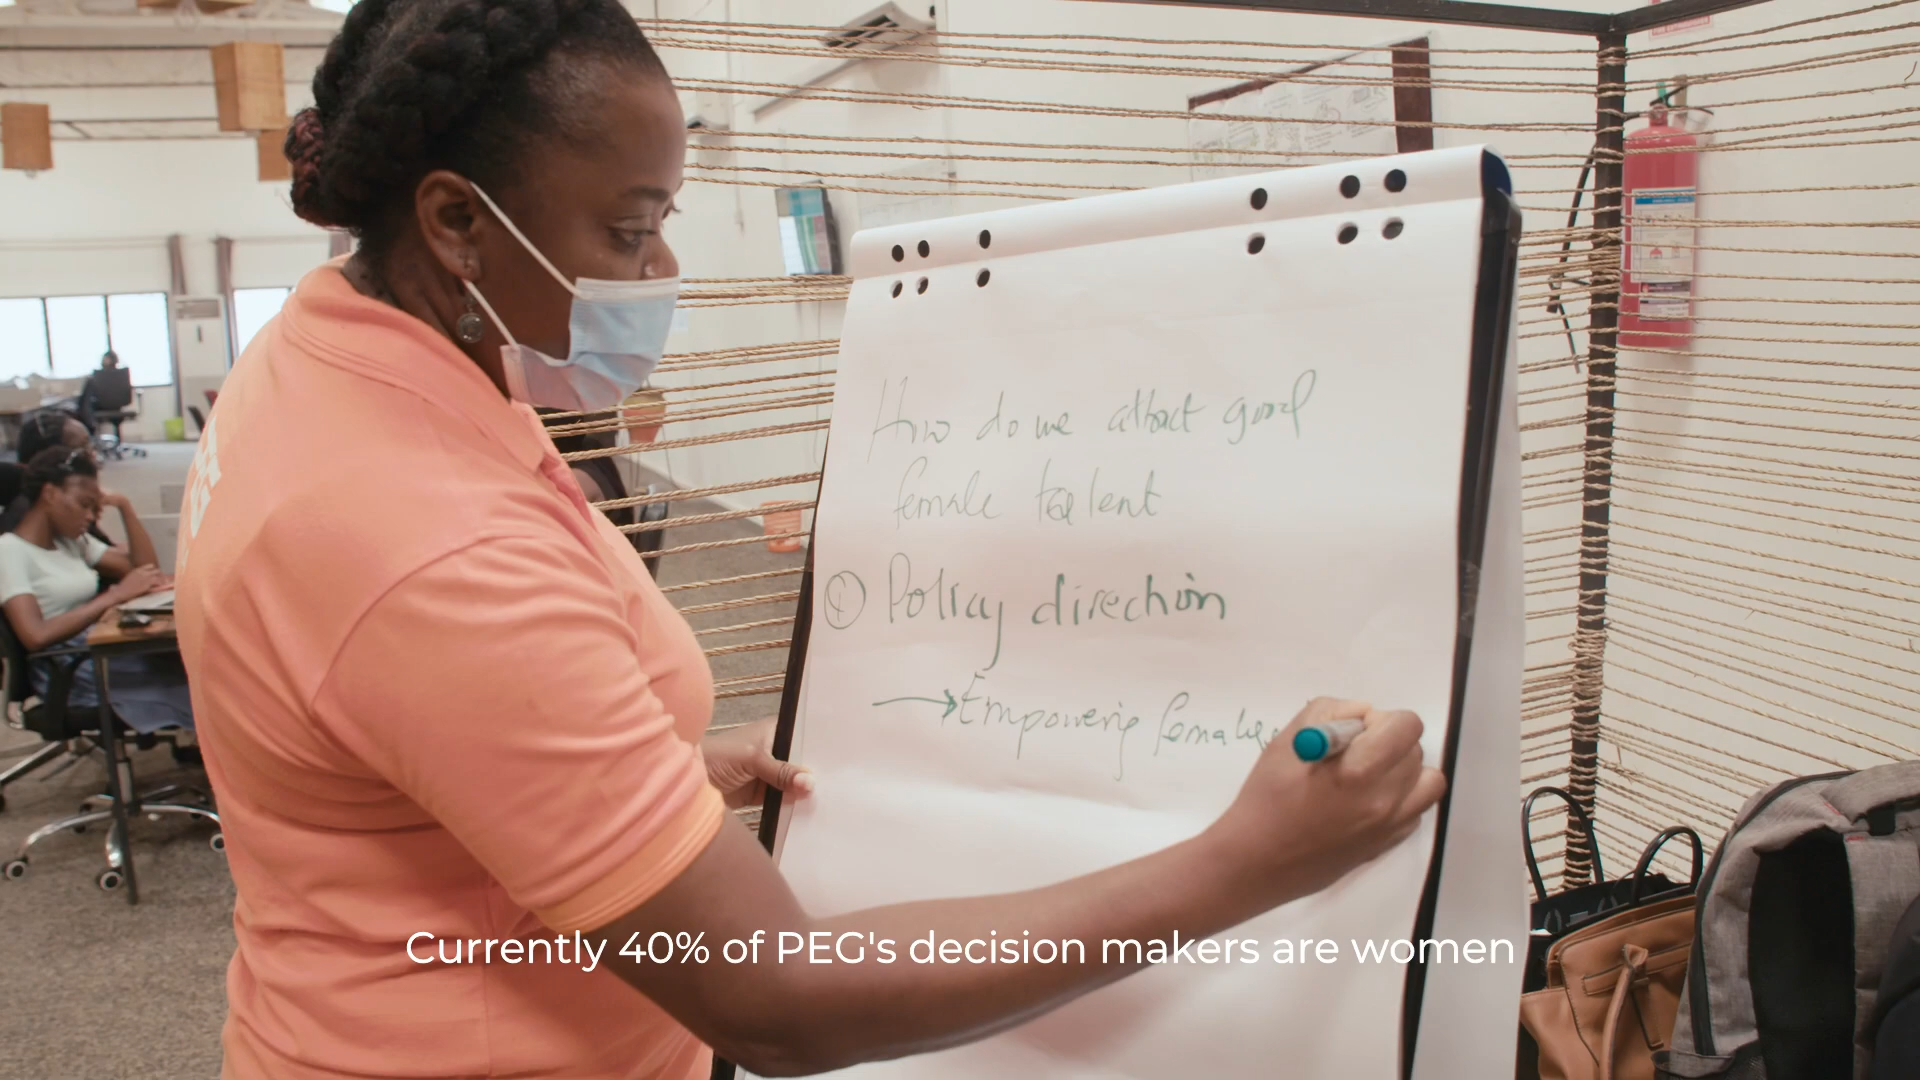 How do we attract good
female talent
① Policy direction
→ Empowering females
Currently 40% of PEG's decision makers are women